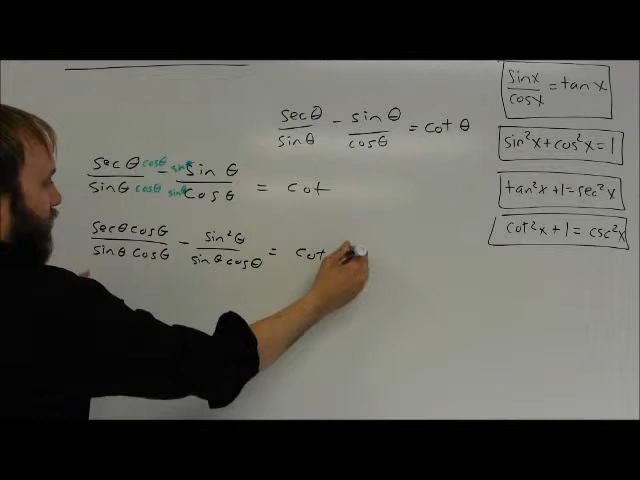 secθ/sinθ − sinθ/cosθ = cot θ
secθ cosθ/sinθ cosθ − sinθ sin θ/sinθ cosθ = cot
secθcosθ/sinθ cosθ − sin²θ/sinθ cosθ = cot
sinx/cosx = tan x
sin²x+cos²x=1
tan²x+1=sec²x
cot²x+1=csc²x